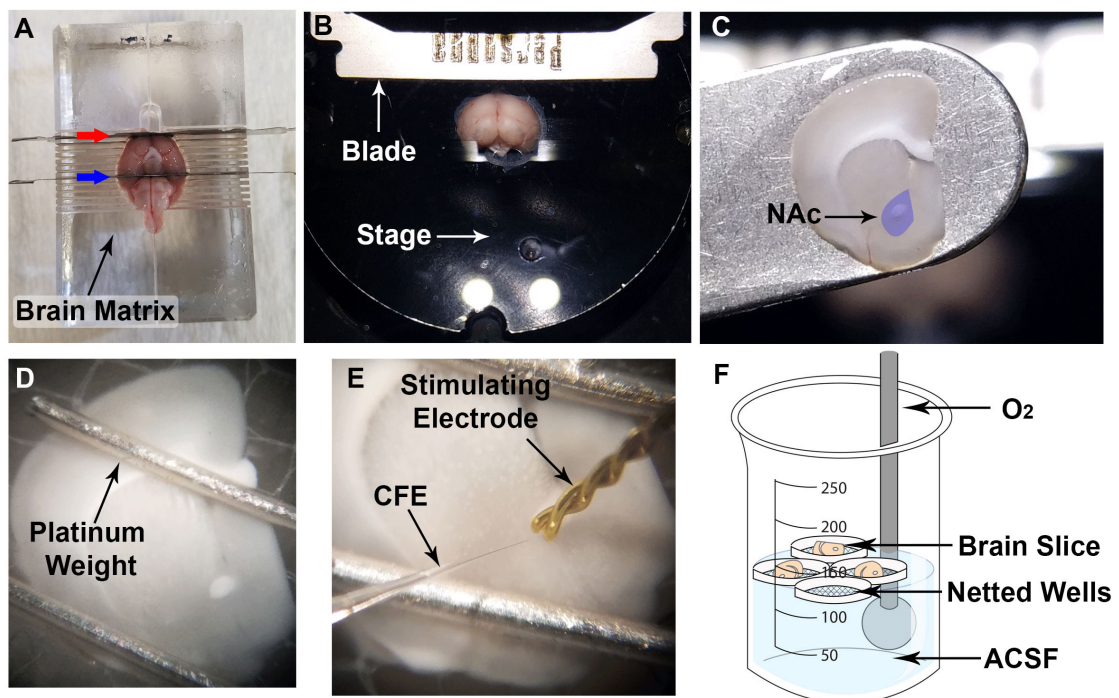 A
Brain Matrix
B
Blade
Stage
C
NAc
D
Platinum
Weight
E
Stimulating
Electrode
CFE
F
O2
250
200
Brain Slice
150
Netted Wells
100
50
ACSF